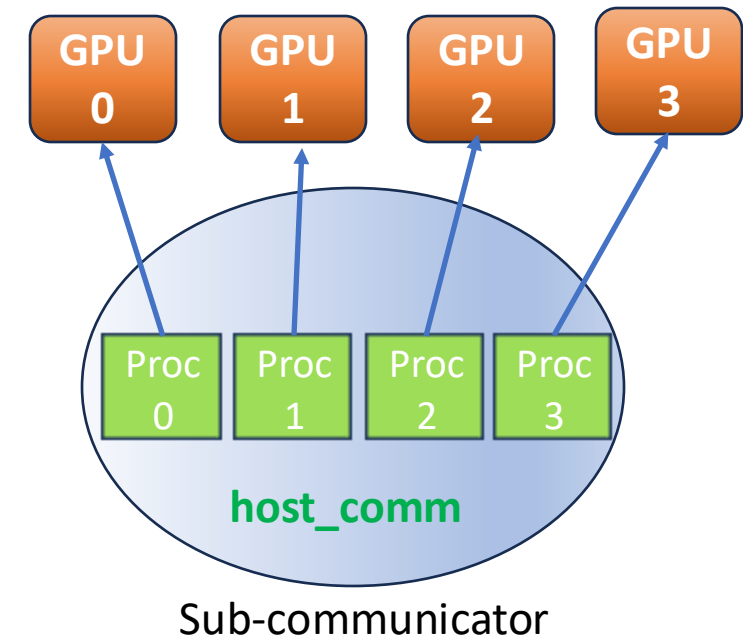 GPU
0
GPU
1
GPU
2
GPU
3
Proc
0
Proc
1
Proc
2
Proc
3
host_comm
Sub-communicator